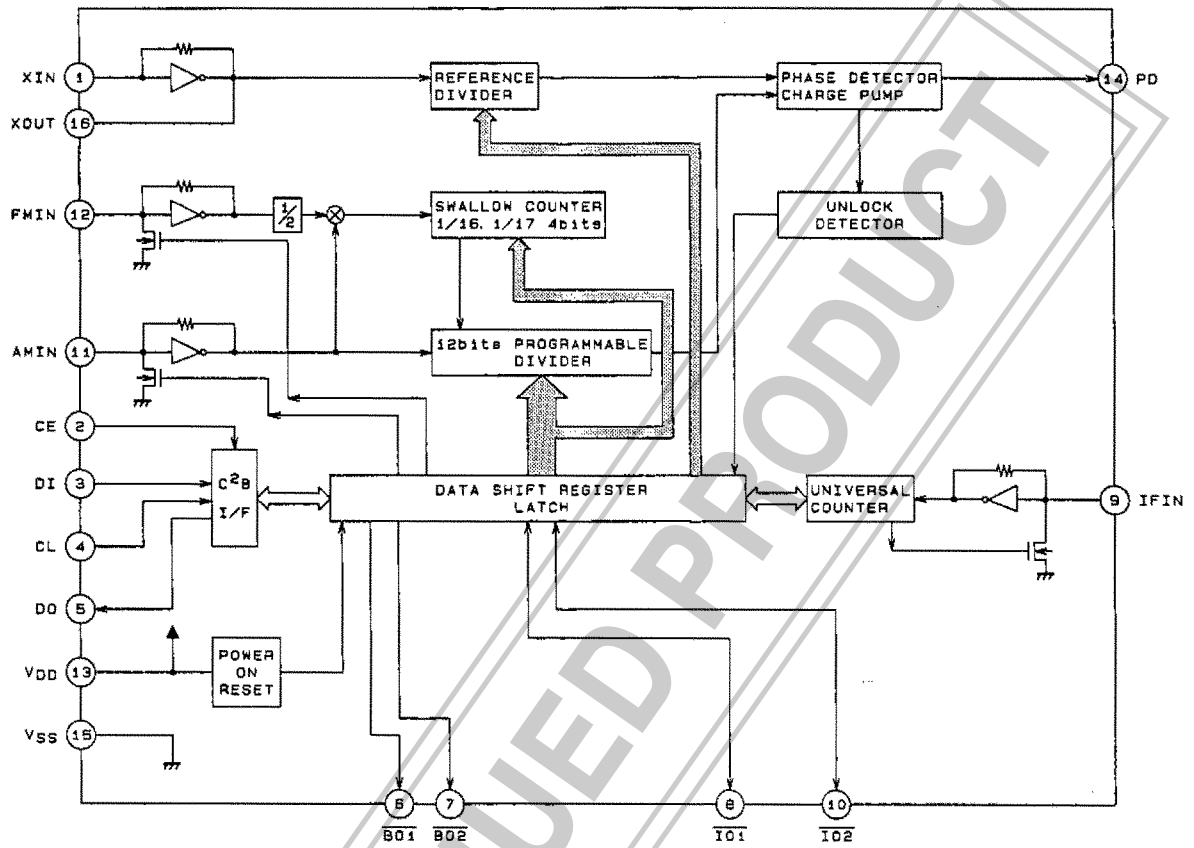 XIN 1
REFERENCE
DIVIDER
PHASE DETECTOR
CHARGE PUMP
14 PD
XOUT 16
FMIN 12
1/2
SWALLOW COUNTER
1/16, 1/17 4bits
UNLOCK
DETECTOR
AMIN 11
12bits PROGRAMMABLE
DIVIDER
CE 2
DI 3
C²B
I/F
DATA SHIFT REGISTER
LATCH
UNIVERSAL
COUNTER
9 IFIN
CL 4
DO 5
VDD 13
POWER
ON
RESET
VSS 15
6
7
8
10
BO1
BO2
IO1
IO2
UED PRODUCT